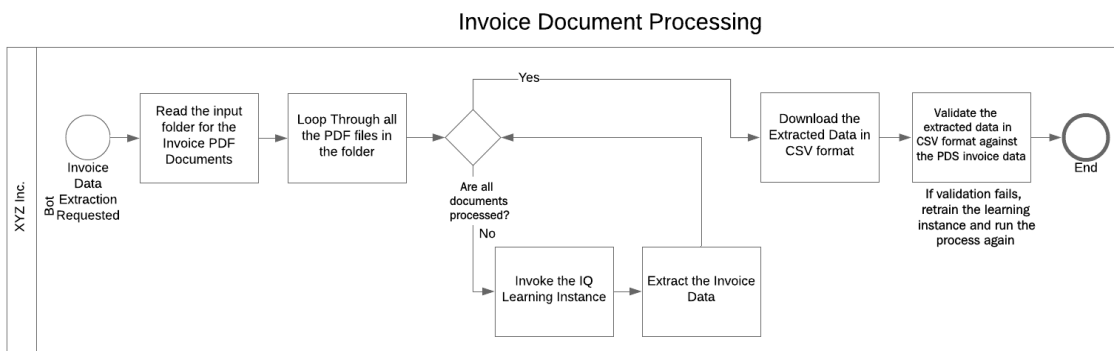 Invoice Document Processing
XYZ Inc.
Bot
Invoice
Data
Extraction
Requested
Read the input
folder for the
Invoice PDF
Documents
Loop Through all
the PDF files in
the folder
Are all
documents
processed?
Yes
No
Invoke the IQ
Learning Instance
Extract the Invoice
Data
Download the
Extracted Data in
CSV format
Validate the
extracted data in
CSV format against
the PDS invoice data
If validation fails,
retrain the learning
instance and run the
process again
End